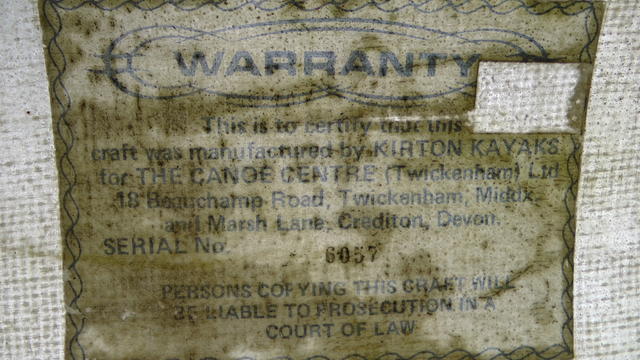 WARRANTY
This is to certify that this
craft was manufactured by KIRTON KAYAKS
for THE CANOE CENTRE (Twickenham) Ltd
18 Beauchamp Road, Twickenham, Middx.
and Marsh Lane, Crediton, Devon.
SERIAL No. 6057
PERSONS COPYING THIS CRAFT WILL
BE LIABLE TO PROSECUTION IN A
COURT OF LAW